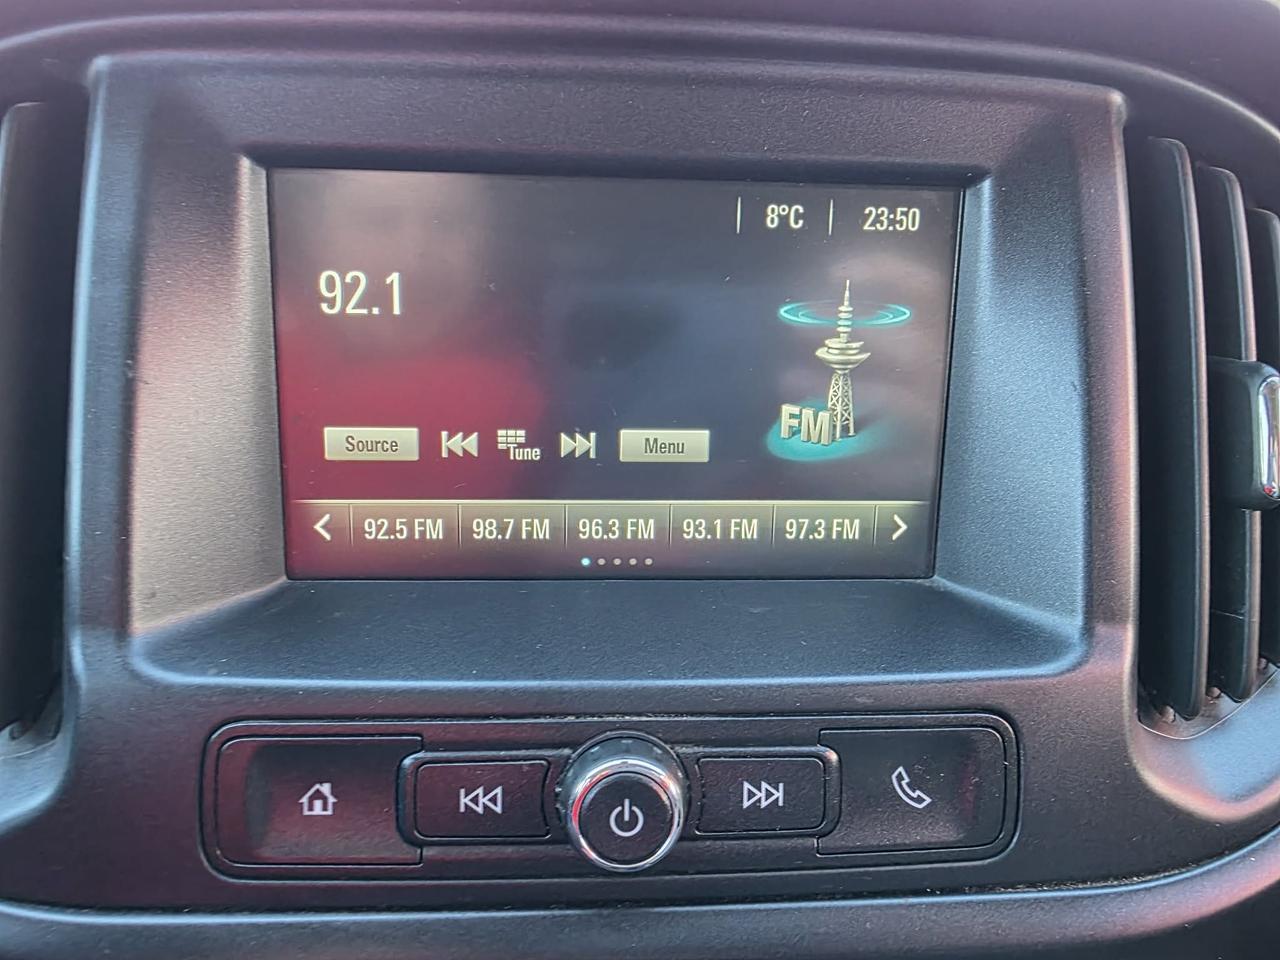 8°C 23:50
92.1
FM
Source Tune Menu
92.5 FM 98.7 FM 96.3 FM 93.1 FM 97.3 FM